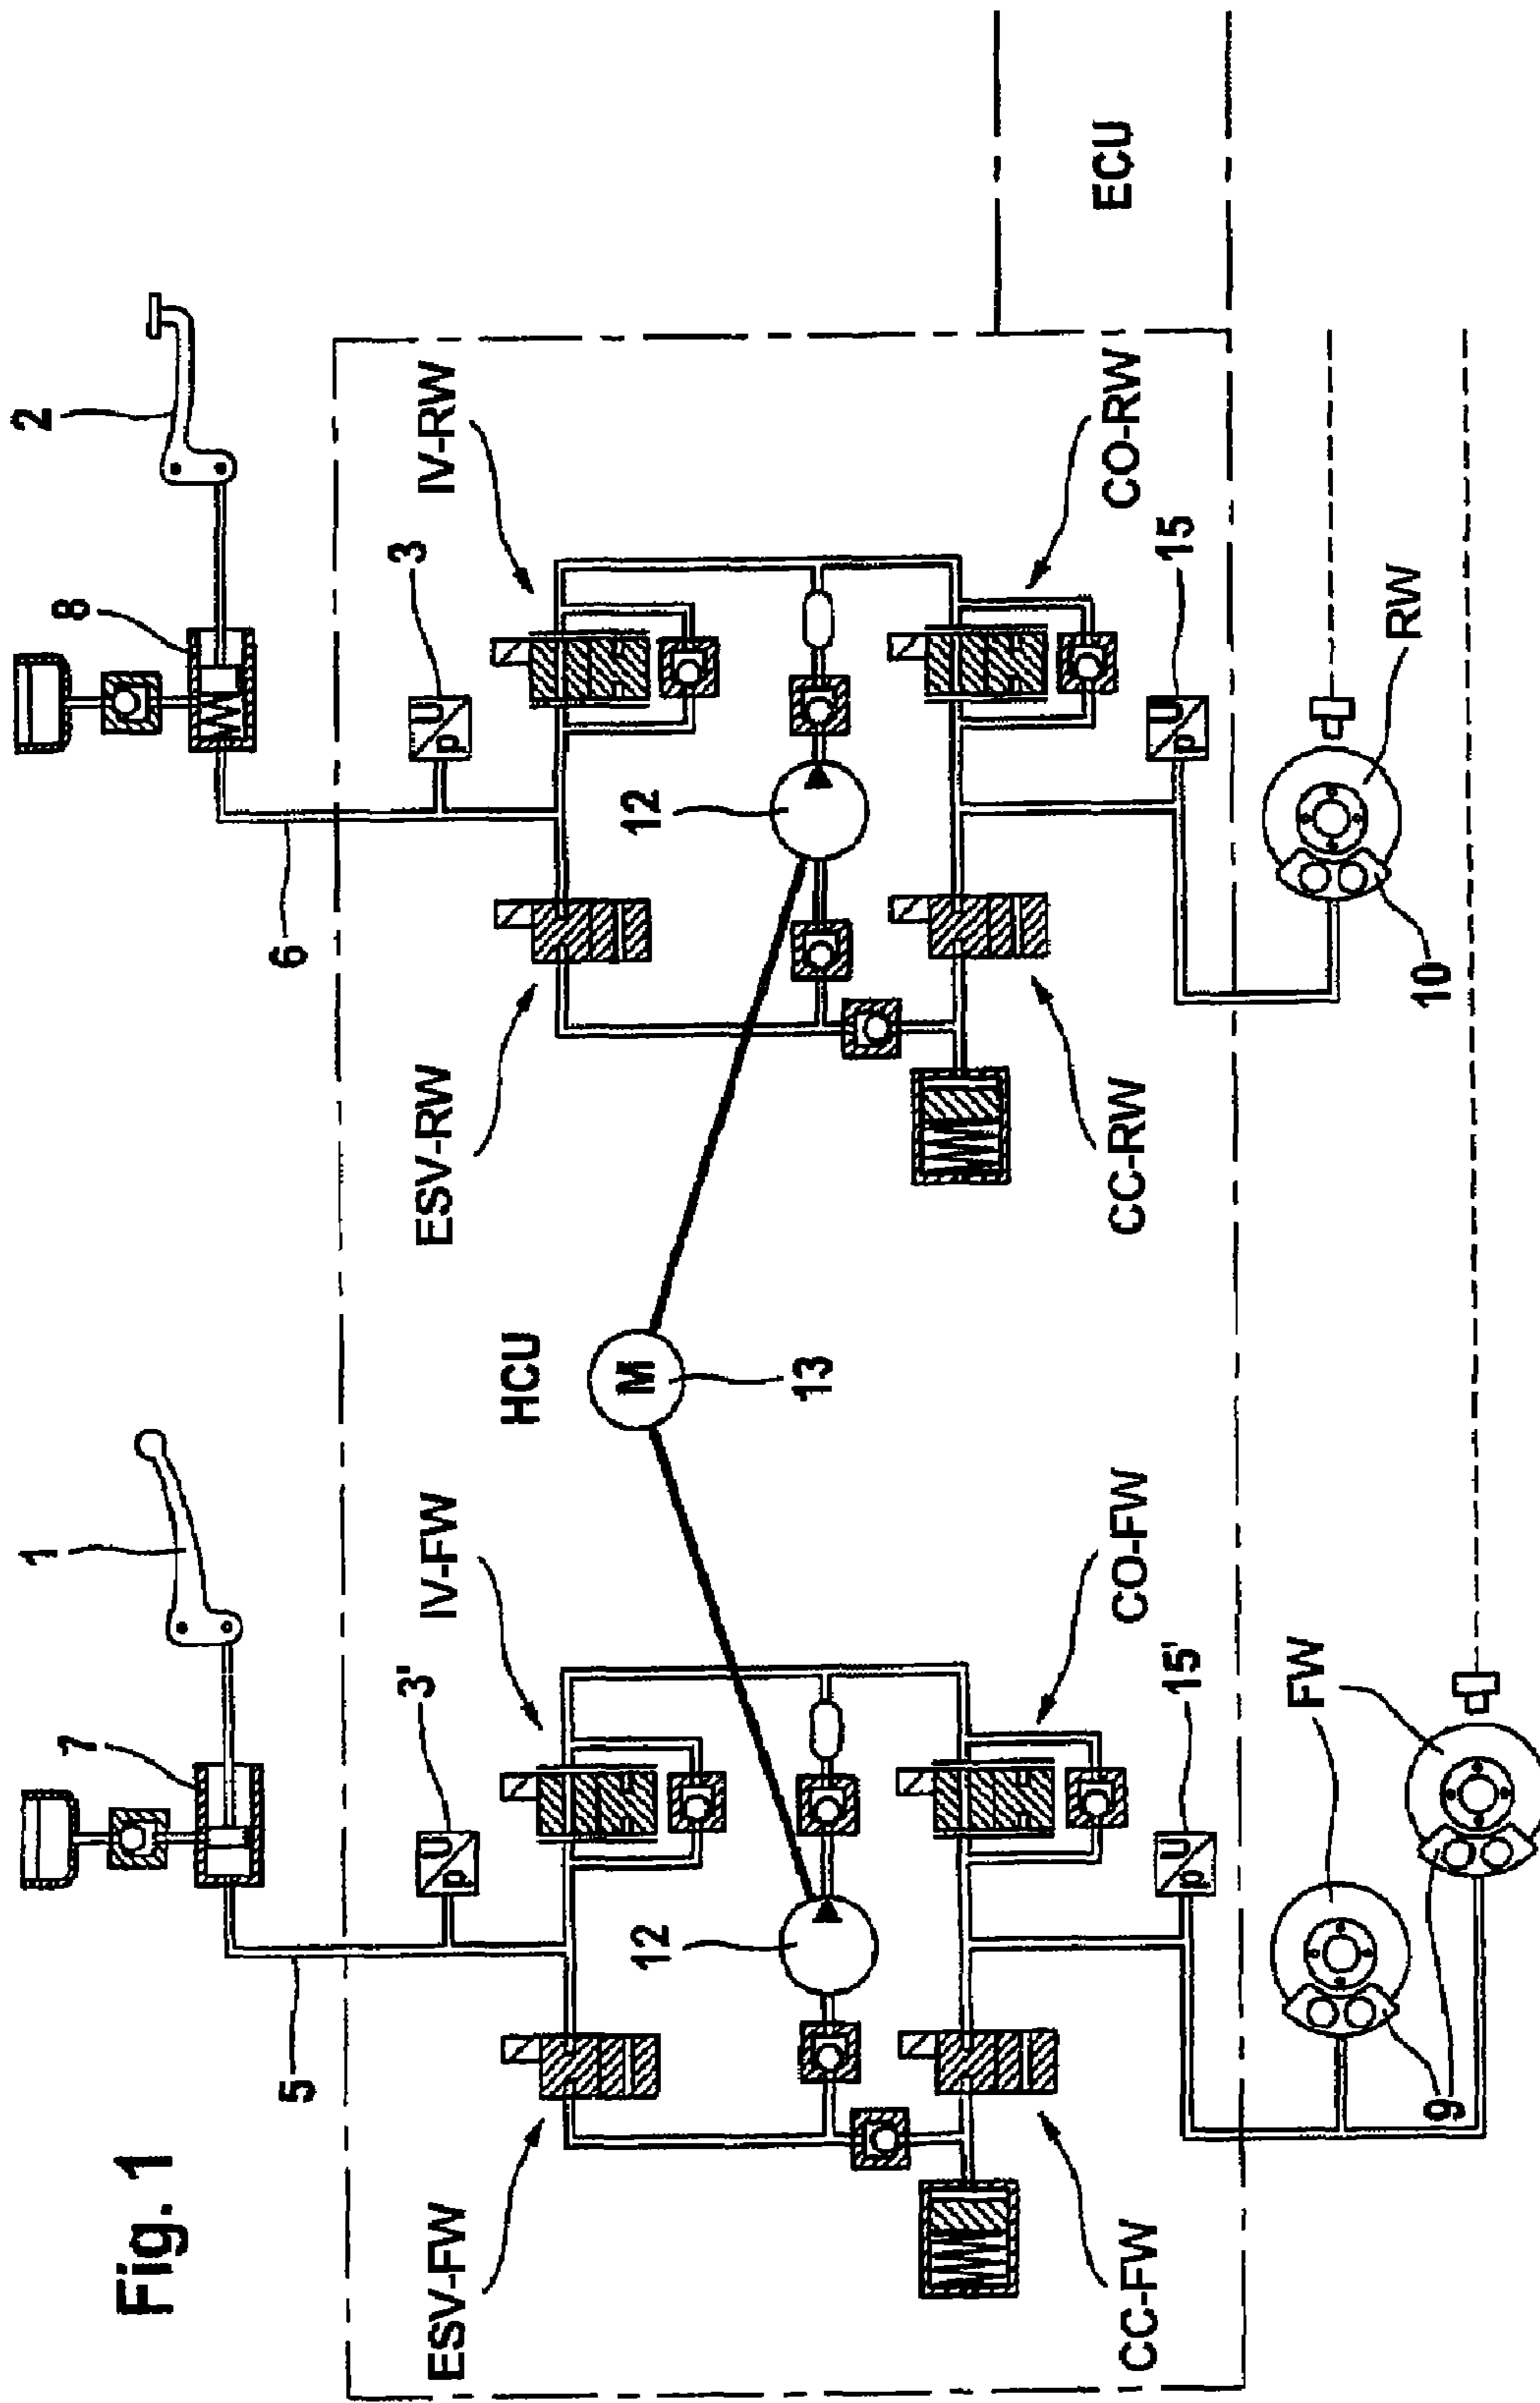 Fig. 1
1
2
7
8
5
6
3'
3
p U
p U
ESV-FW
IV-FW
HCU
ESV-RW
IV-RW
M
13
12
12
CC-FW
CO-FW
CC-RW
CO-RW
ECU
15'
15
p U
p U
FW
RW
9
10